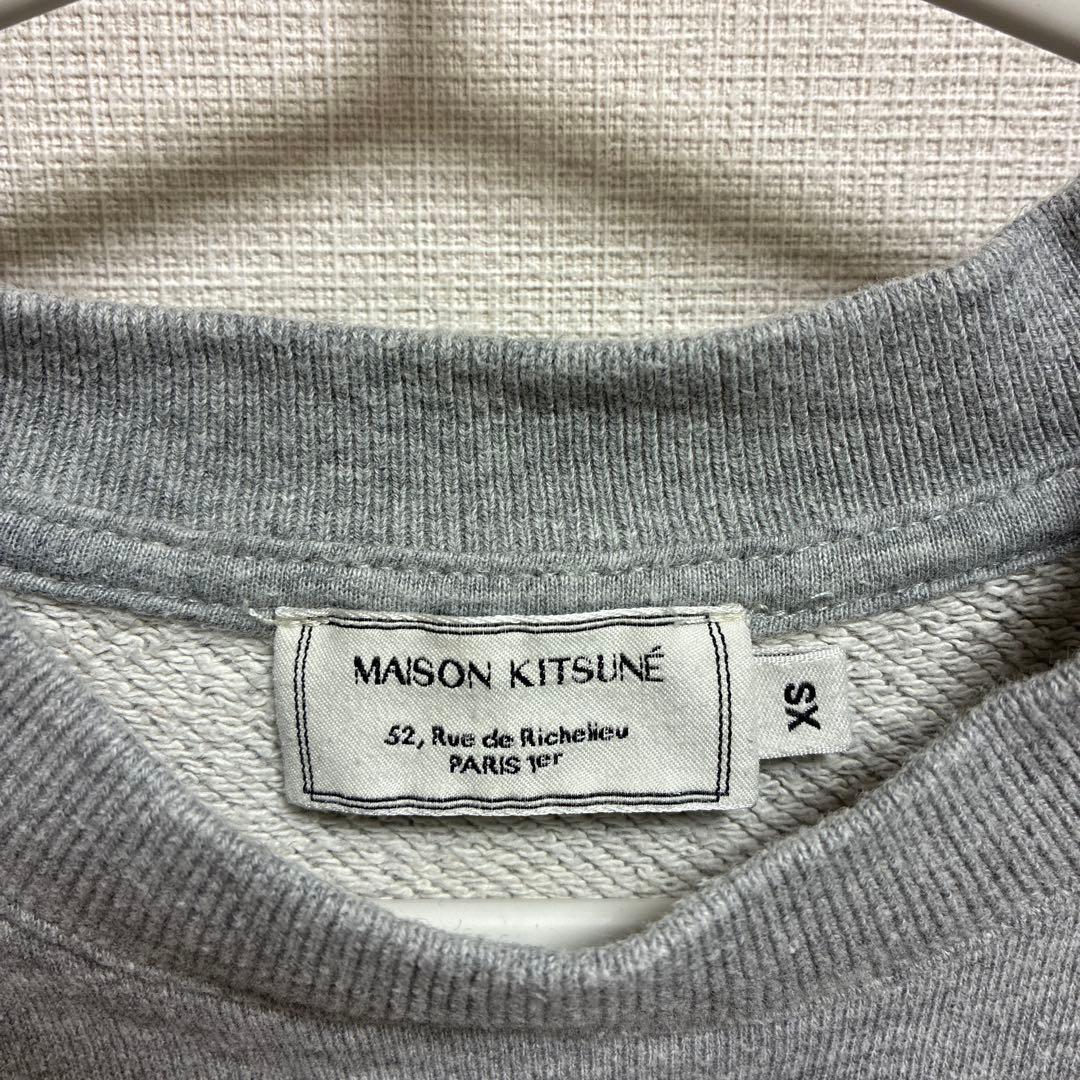 MAISON KITSUNÉ
52, Rue de Richelieu
PARIS 1er
XS